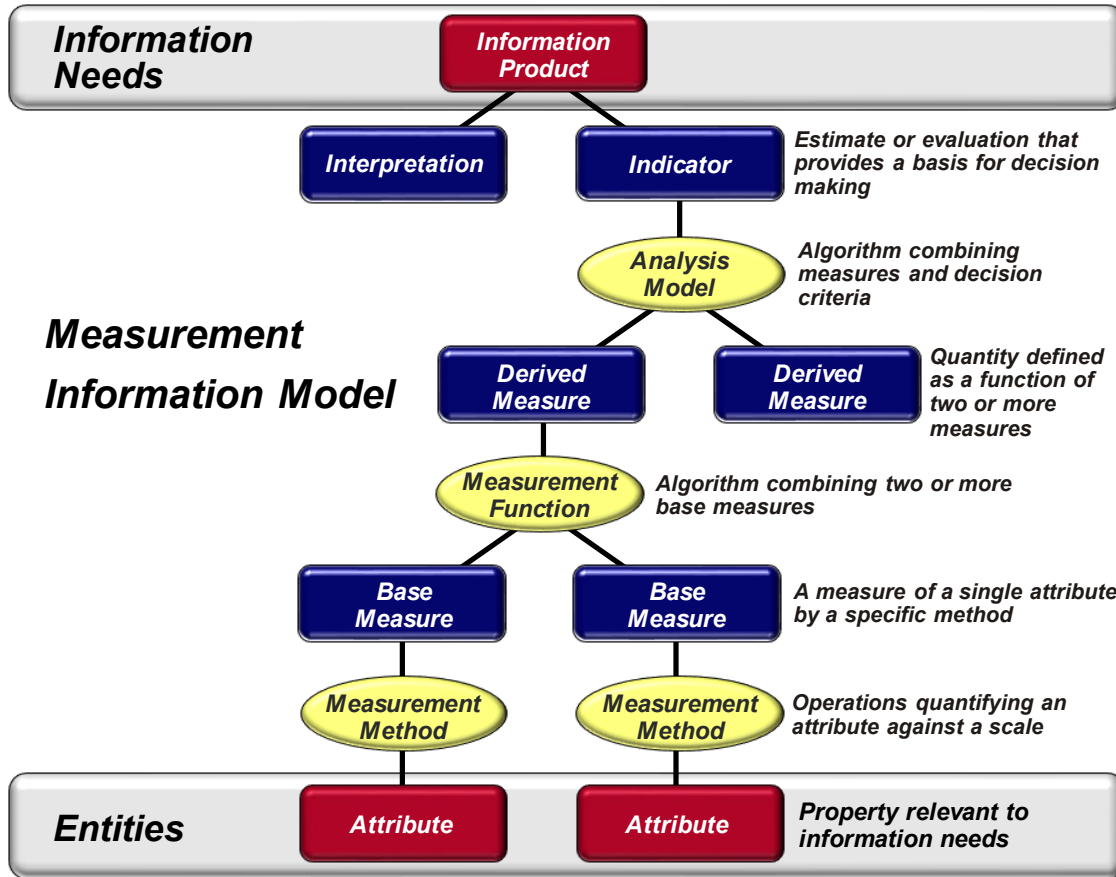 Information
Needs
Information
Product
Interpretation
Indicator
Estimate or evaluation that
provides a basis for decision
making
Analysis
Model
Algorithm combining
measures and decision
criteria
Measurement
Information Model
Derived
Measure
Derived
Measure
Quantity defined
as a function of
two or more
measures
Measurement
Function
Algorithm combining two or more
base measures
Base
Measure
Base
Measure
A measure of a single attribute
by a specific method
Measurement
Method
Measurement
Method
Operations quantifying an
attribute against a scale
Entities
Attribute
Attribute
Property relevant to
information needs